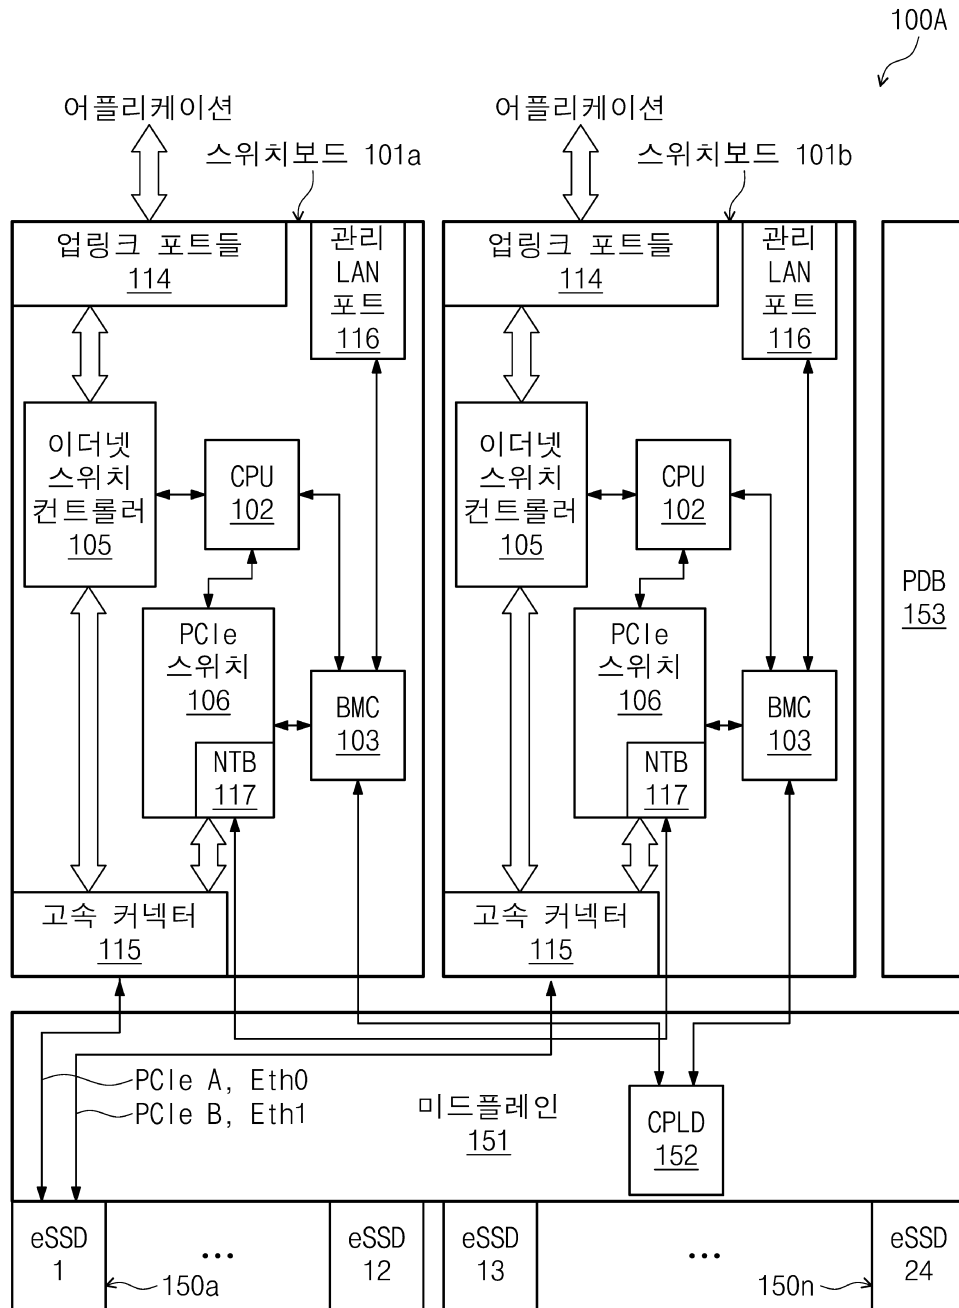 100A
어플리케이션
스위치보드 101a
어플리케이션
스위치보드 101b
업링크 포트들
114
관리
LAN
포트
116
이더넷
스위치
컨트롤러
105
CPU
102
PCIe
스위치
106
NTB
117
BMC
103
고속 커넥터
115
업링크 포트들
114
관리
LAN
포트
116
이더넷
스위치
컨트롤러
105
CPU
102
PCIe
스위치
106
NTB
117
BMC
103
고속 커넥터
115
PDB
153
PCIe A, Eth0
PCIe B, Eth1
미드플레인
151
CPLD
152
eSSD
1
...
150a
eSSD
12
eSSD
13
...
150n
eSSD
24